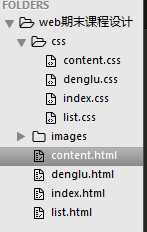 FOLDERS
web期末课程设计
css
content.css
denglu.css
index.css
list.css
images
content.html
denglu.html
index.html
list.html